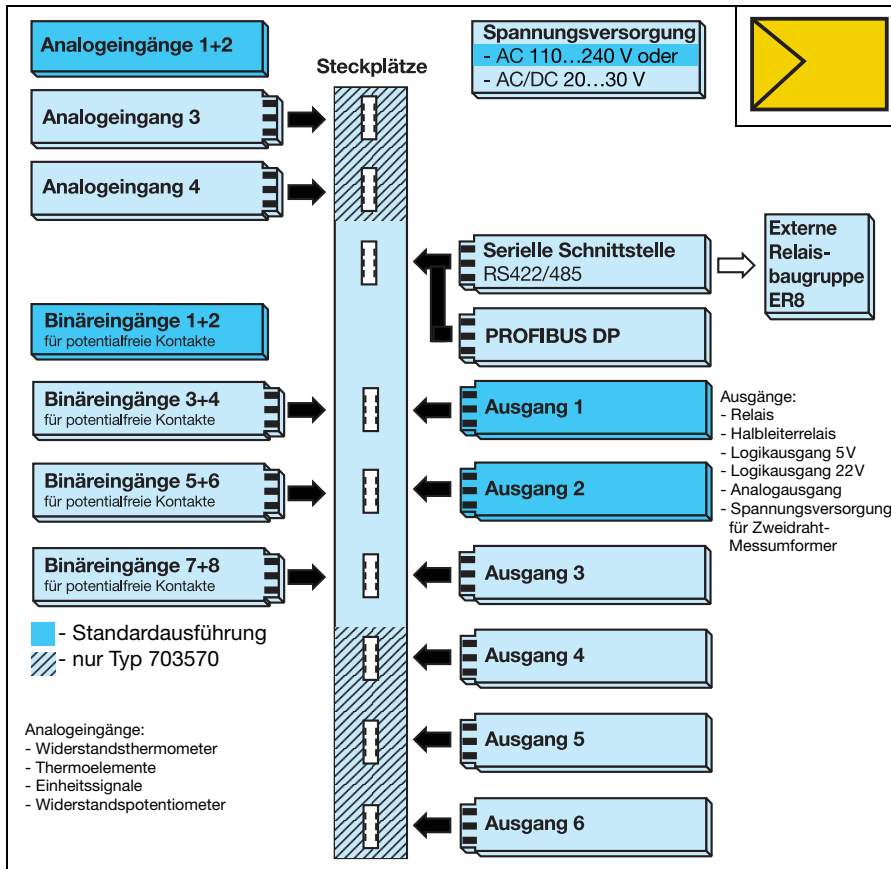 Analogeingänge 1+2
Analogeingang 3
Analogeingang 4
Steckplätze
Spannungsversorgung
- AC 110...240 V oder
- AC/DC 20...30 V
Serielle Schnittstelle
RS422/485
Externe
Relais-
baugruppe
ER8
PROFIBUS DP
Binäreingänge 1+2
für potentialfreie Kontakte
Binäreingänge 3+4
für potentialfreie Kontakte
Binäreingänge 5+6
für potentialfreie Kontakte
Binäreingänge 7+8
für potentialfreie Kontakte
Ausgang 1
Ausgang 2
Ausgang 3
Ausgang 4
Ausgang 5
Ausgang 6
Ausgänge:
- Relais
- Halbleiterrelais
- Logikausgang 5V
- Logikausgang 22V
- Analogausgang
- Spannungsversorgung
für Zweidraht-
Messumformer
- Standardausführung
- nur Typ 703570
Analogeingänge:
- Widerstandsthermometer
- Thermoelemente
- Einheitssignale
- Widerstandspotentiometer